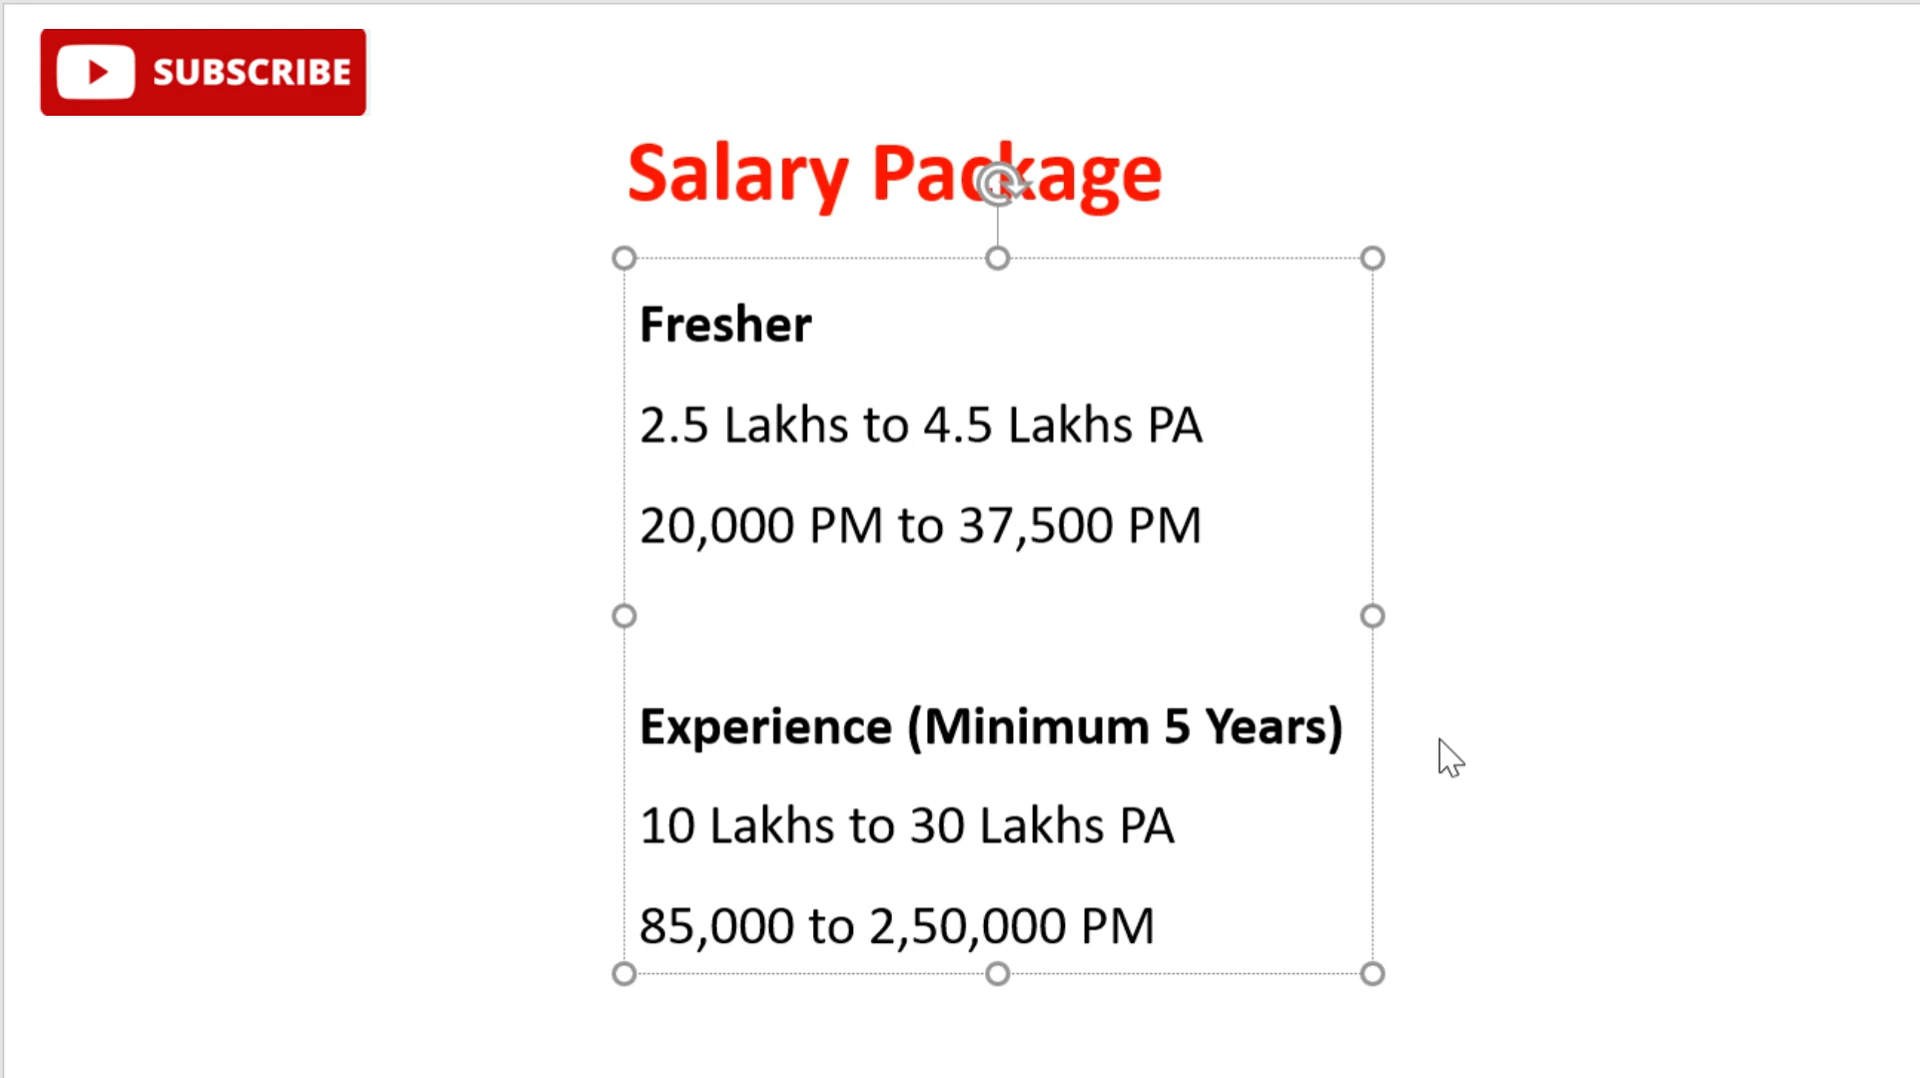 SUBSCRIBE
Salary Package
Fresher
2.5 Lakhs to 4.5 Lakhs PA
20,000 PM to 37,500 PM
Experience (Minimum 5 Years)
10 Lakhs to 30 Lakhs PA
85,000 to 2,50,000 PM